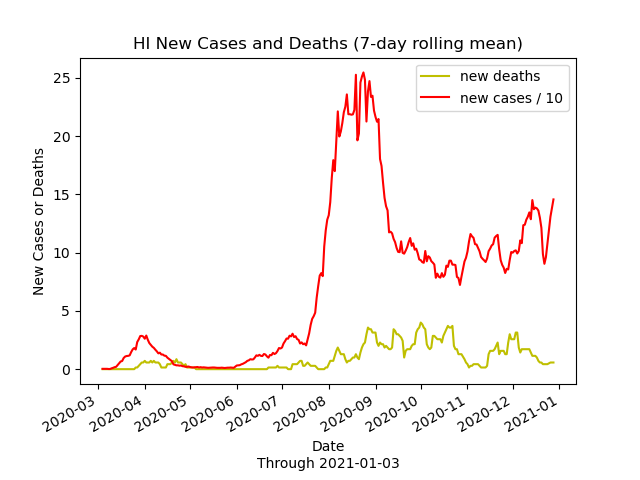 HI New Cases and Deaths (7-day rolling mean)
new deaths
new cases / 10
25
20
15
10
5
0
New Cases or Deaths
2020-03
2020-04
2020-05
2020-06
2020-07
2020-08
2020-09
2020-10
2020-11
2020-12
2021-01
Date
Through 2021-01-03